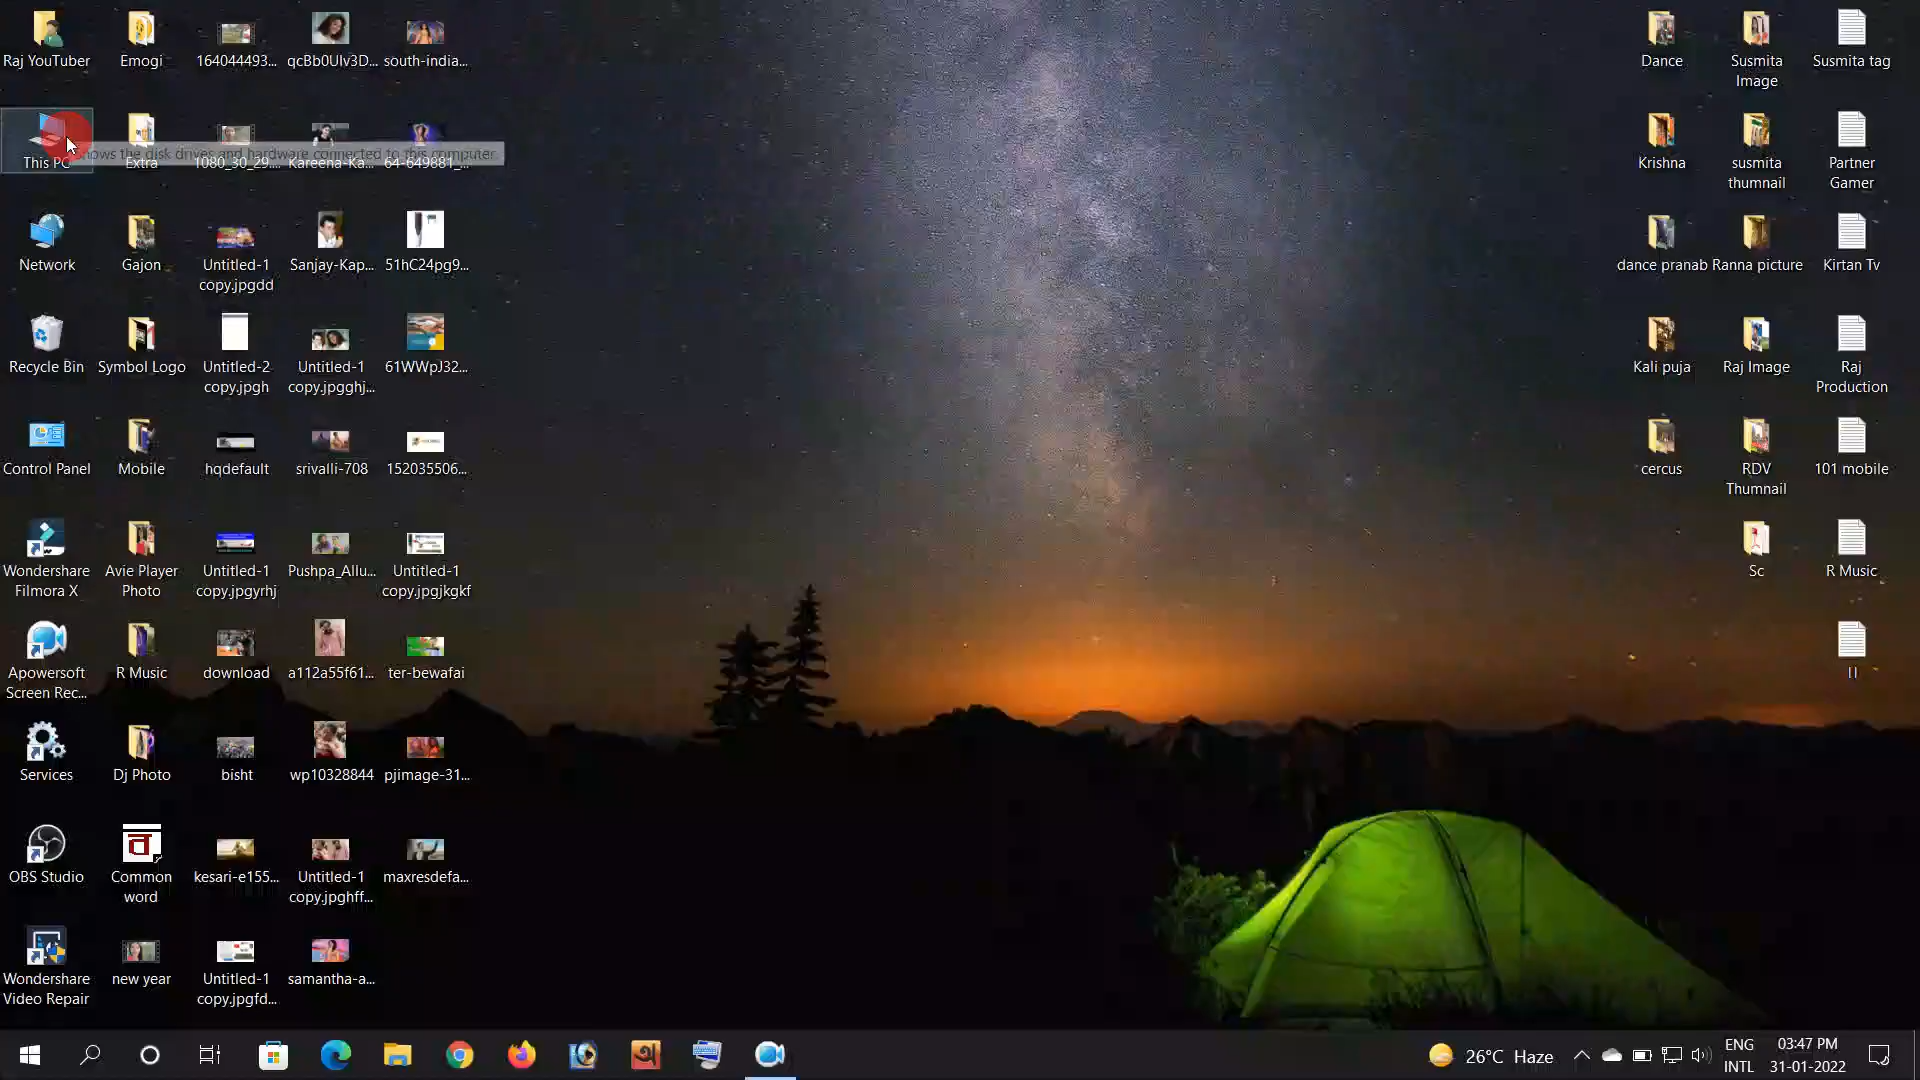 Raj YouTuber
Emogi
164044493...
qcBb0UIv3D...
south-india...
This PC
Extra
1080_30_29...
Kareena-Ka...
64-649881_...
Shows the disk drives and hardware connected to this computer.
Network
Gajon
Untitled-1
copy.jpgdd
Sanjay-Kap...
51hC24pg9...
Recycle Bin
Symbol Logo
Untitled-2
copy.jpgh
Untitled-1
copy.jpgghj...
61WWpJ32...
Control Panel
Mobile
hqdefault
srivalli-708
152035506...
Wondershare
Filmora X
Avie Player
Photo
Untitled-1
copy.jpgyrhj
Pushpa_Allu...
Untitled-1
copy.jpgjkgkf
Apowersoft
Screen Rec...
R Music
download
a112a55f61...
ter-bewafai
Services
Dj Photo
bisht
wp10328844
pjimage-31...
OBS Studio
Common
word
kesari-e155...
Untitled-1
copy.jpghff...
maxresdefa...
Wondershare
Video Repair
new year
Untitled-1
copy.jpgfd...
samantha-a...
Dance
Susmita
Image
Susmita tag
Krishna
susmita
thumnail
Partner
Gamer
dance pranab
Ranna picture
Kirtan Tv
Kali puja
Raj Image
Raj
Production
cercus
RDV
Thumnail
101 mobile
Sc
R Music
26°C Haze
ENG
INTL
03:47 PM
31-01-2022